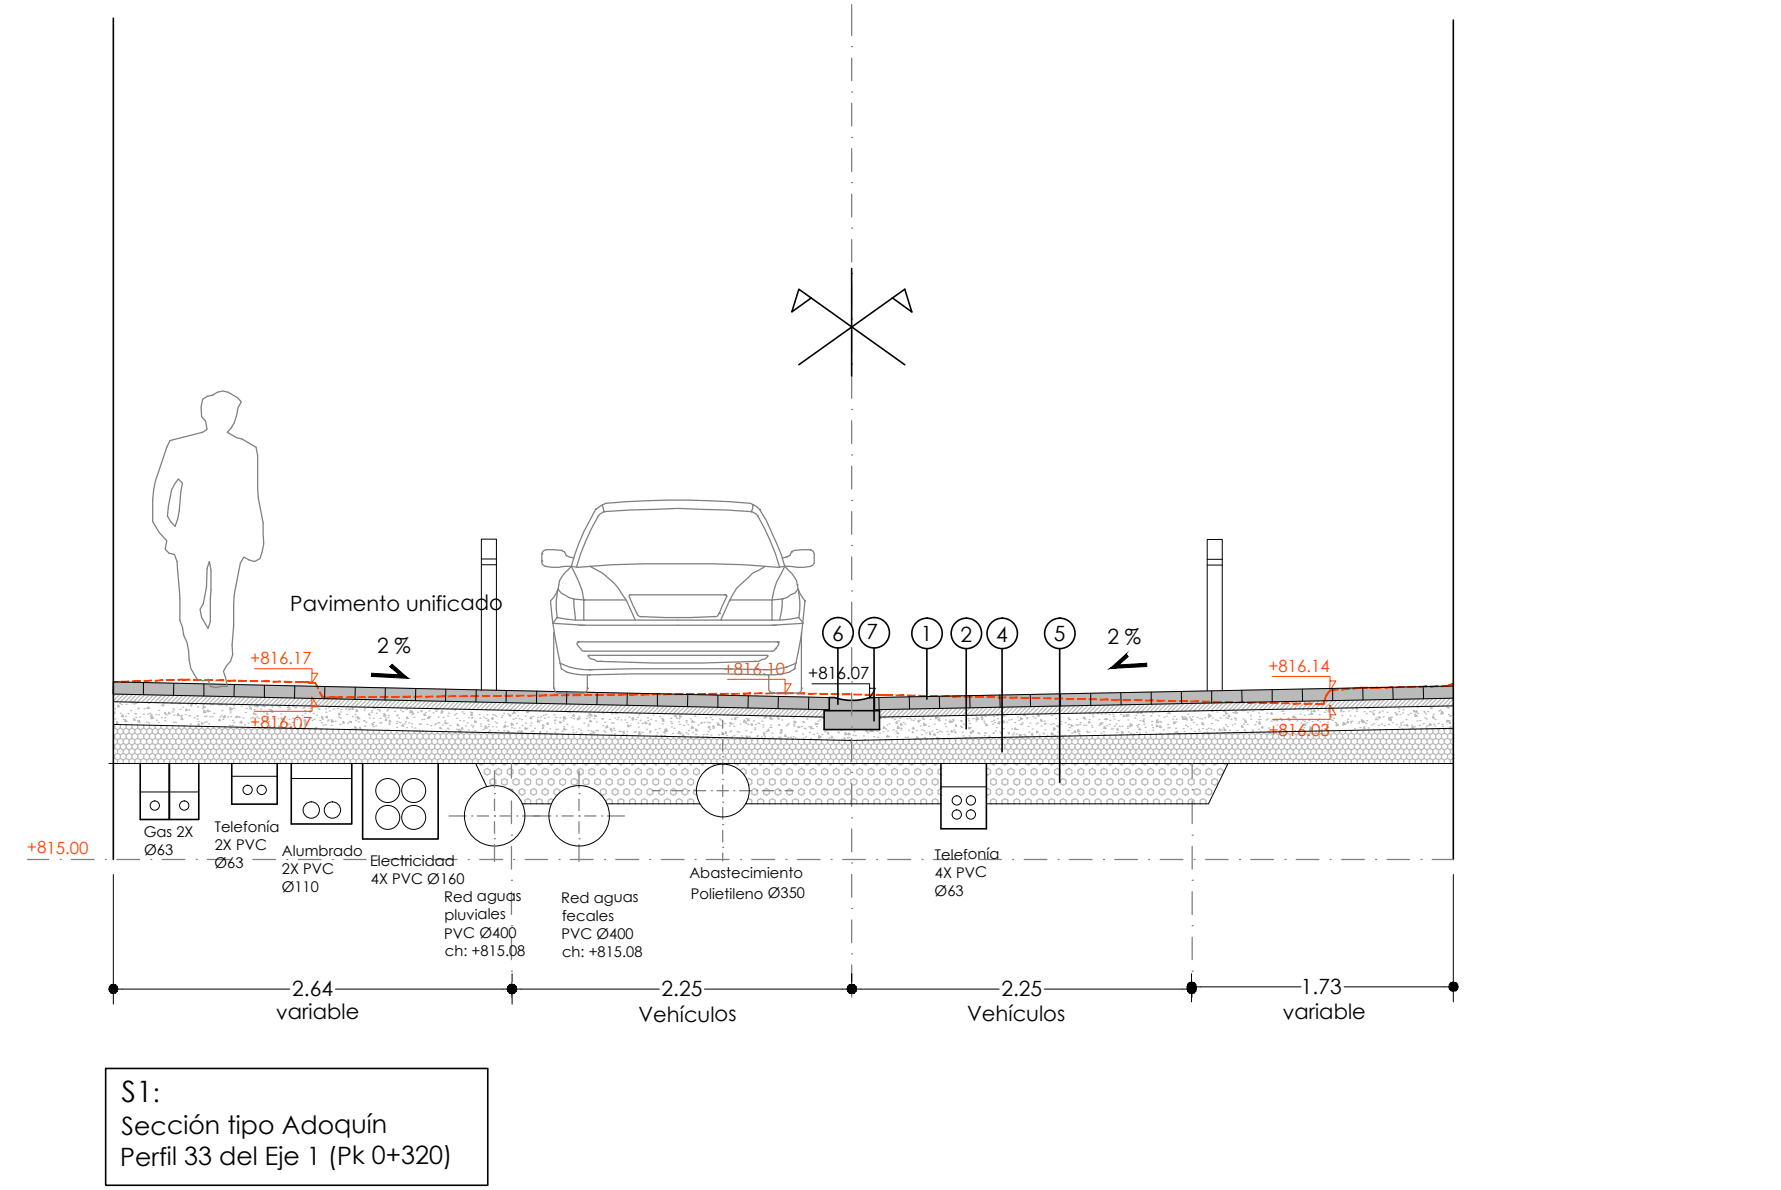 Pavimento unificado
2 %
2 %
6
7
1
2
4
5
+816.17
+816.10
+816.07
+816.14
+816.07
+816.03
+815.00
Gas 2X
Ø63
Telefonía
2X PVC
Ø63
Alumbrado
2X PVC
Ø110
Electricidad
4X PVC Ø160
Red aguas
pluviales
PVC Ø400
ch: +815.08
Red aguas
fecales
PVC Ø400
ch: +815.08
Abastecimiento
Polietileno Ø350
Telefonía
4X PVC
Ø63
2.64
variable
2.25
Vehículos
2.25
Vehículos
1.73
variable
S1:
Sección tipo Adoquín
Perfil 33 del Eje 1 (Pk 0+320)